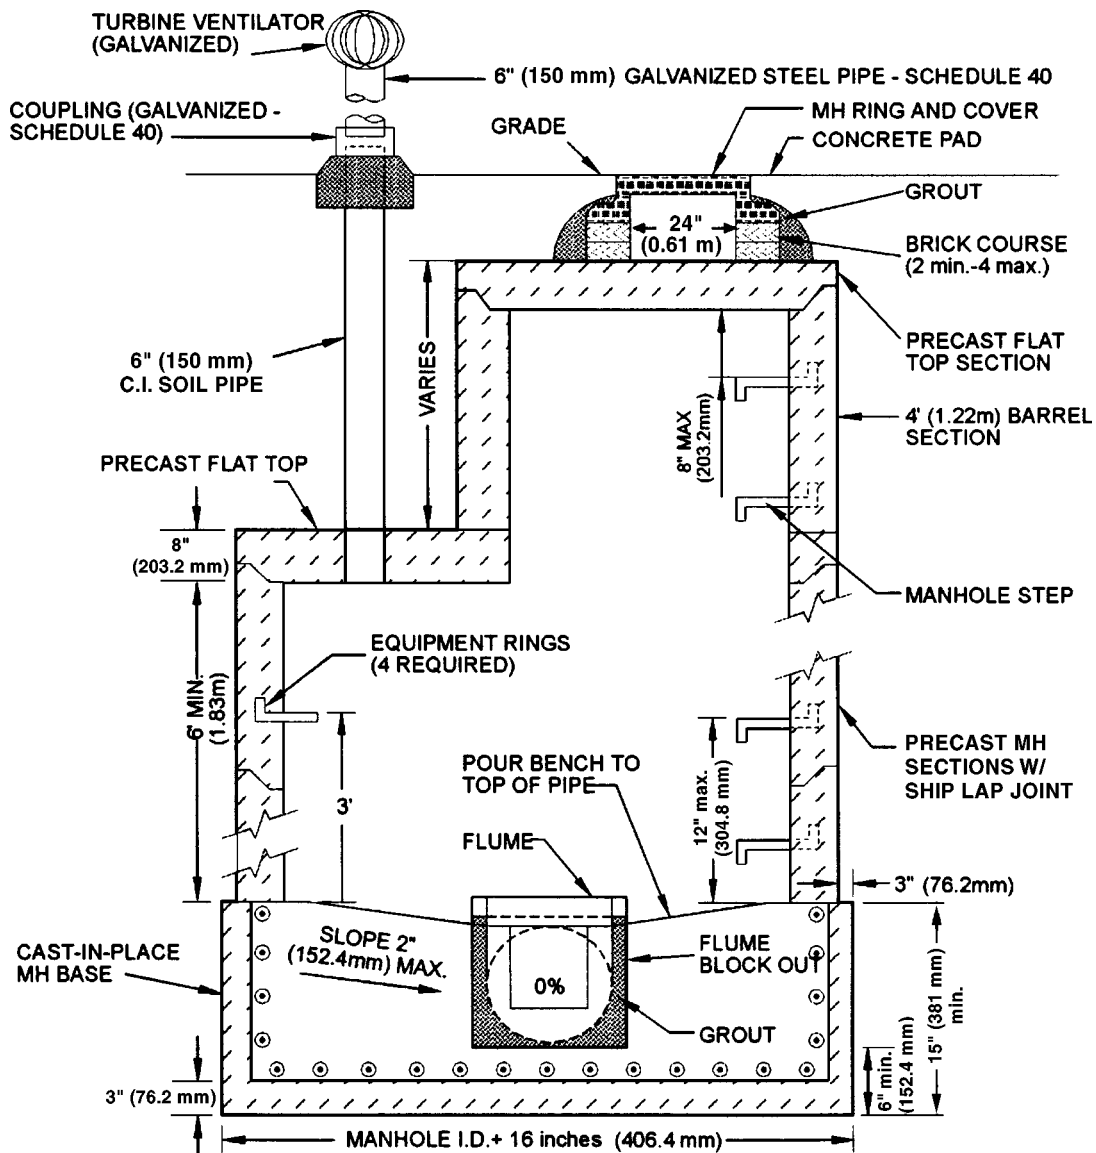 TURBINE VENTILATOR
(GALVANIZED)
6" (150 mm) GALVANIZED STEEL PIPE - SCHEDULE 40
COUPLING (GALVANIZED -
SCHEDULE 40)
MH RING AND COVER
GRADE
CONCRETE PAD
GROUT
24"
(0.61 m)
BRICK COURSE
(2 min.-4 max.)
PRECAST FLAT
TOP SECTION
6" (150 mm)
C.I. SOIL PIPE
VARIES
8" MAX
(203.2mm)
4' (1.22m) BARREL
SECTION
PRECAST FLAT TOP
8"
(203.2 mm)
MANHOLE STEP
EQUIPMENT RINGS
(4 REQUIRED)
6' MIN
(1.83m)
3'
POUR BENCH TO
TOP OF PIPE
12" max.
(304.8 mm)
PRECAST MH
SECTIONS W/
SHIP LAP JOINT
FLUME
3" (76.2mm)
CAST-IN-PLACE
MH BASE
SLOPE 2"
(152.4mm) MAX.
FLUME
BLOCK OUT
0%
GROUT
15" (381 mm)
min.
6" min.
(152.4 mm)
3" (76.2 mm)
MANHOLE I.D.+ 16 inches (406.4 mm)